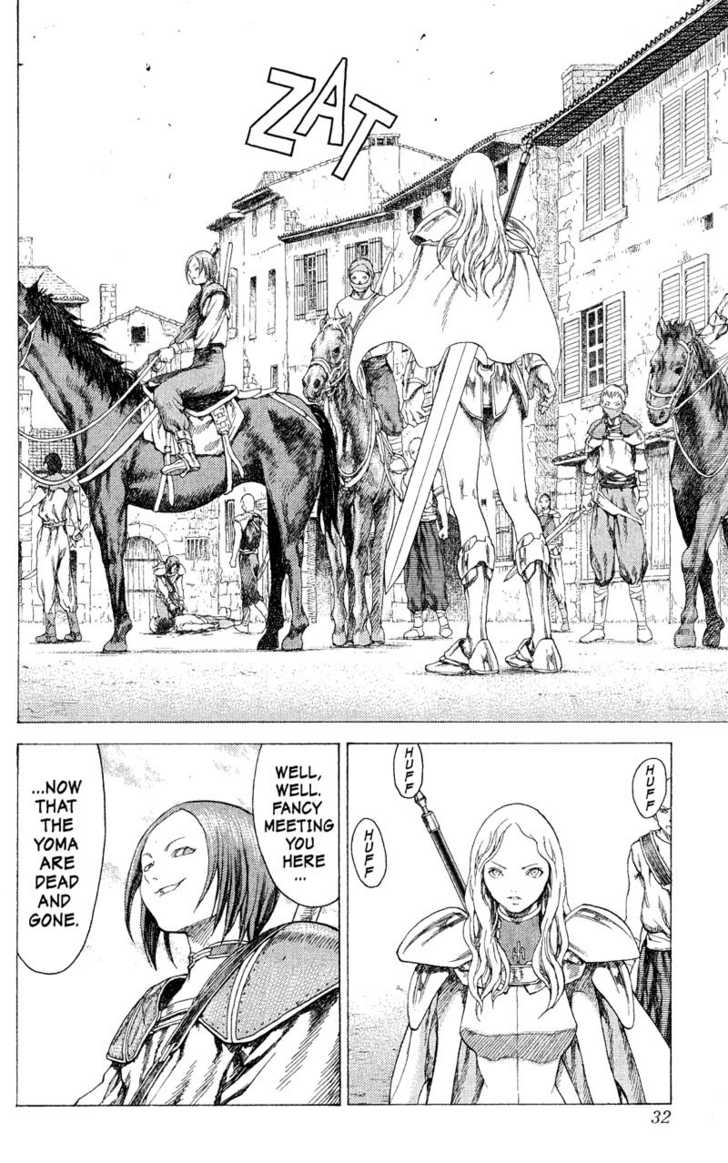 ZAT
HUFF
HUFF
HUFF
WELL,
WELL.
FANCY
MEETING
YOU
HERE
...
...NOW
THAT
THE
YOMA
ARE
DEAD
AND
GONE.
32